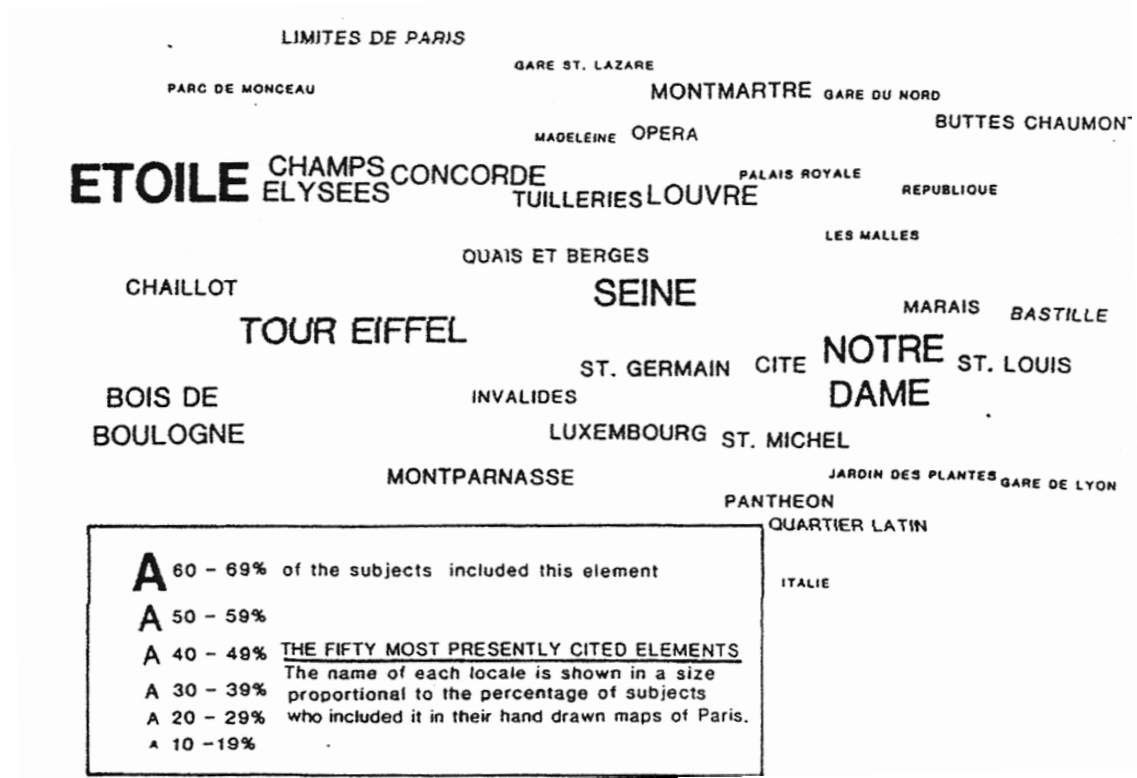 LIMITES DE PARIS
GARE ST. LAZARE
PARC DE MONCEAU
MONTMARTRE
GARE DU NORD
BUTTES CHAUMONT
MADELEINE
OPERA
ETOILE
CHAMPS
ELYSEES
CONCORDE
TUILLERIES
LOUVRE
PALAIS ROYALE
REPUBLIQUE
LES MALLES
QUAIS ET BERGES
CHAILLOT
SEINE
MARAIS
BASTILLE
TOUR EIFFEL
NOTRE
DAME
ST. GERMAIN
CITE
ST. LOUIS
BOIS DE
BOULOGNE
INVALIDES
LUXEMBOURG
ST. MICHEL
MONTPARNASSE
JARDIN DES PLANTES
GARE DE LYON
PANTHEON
QUARTIER LATIN
ITALIE
A 60 - 69% of the subjects included this element
A 50 - 59%
A 40 - 49%
A 30 - 39%
A 20 - 29%
A 10 -19%
THE FIFTY MOST PRESENTLY CITED ELEMENTS
The name of each locale is shown in a size
proportional to the percentage of subjects
who included it in their hand drawn maps of Paris.